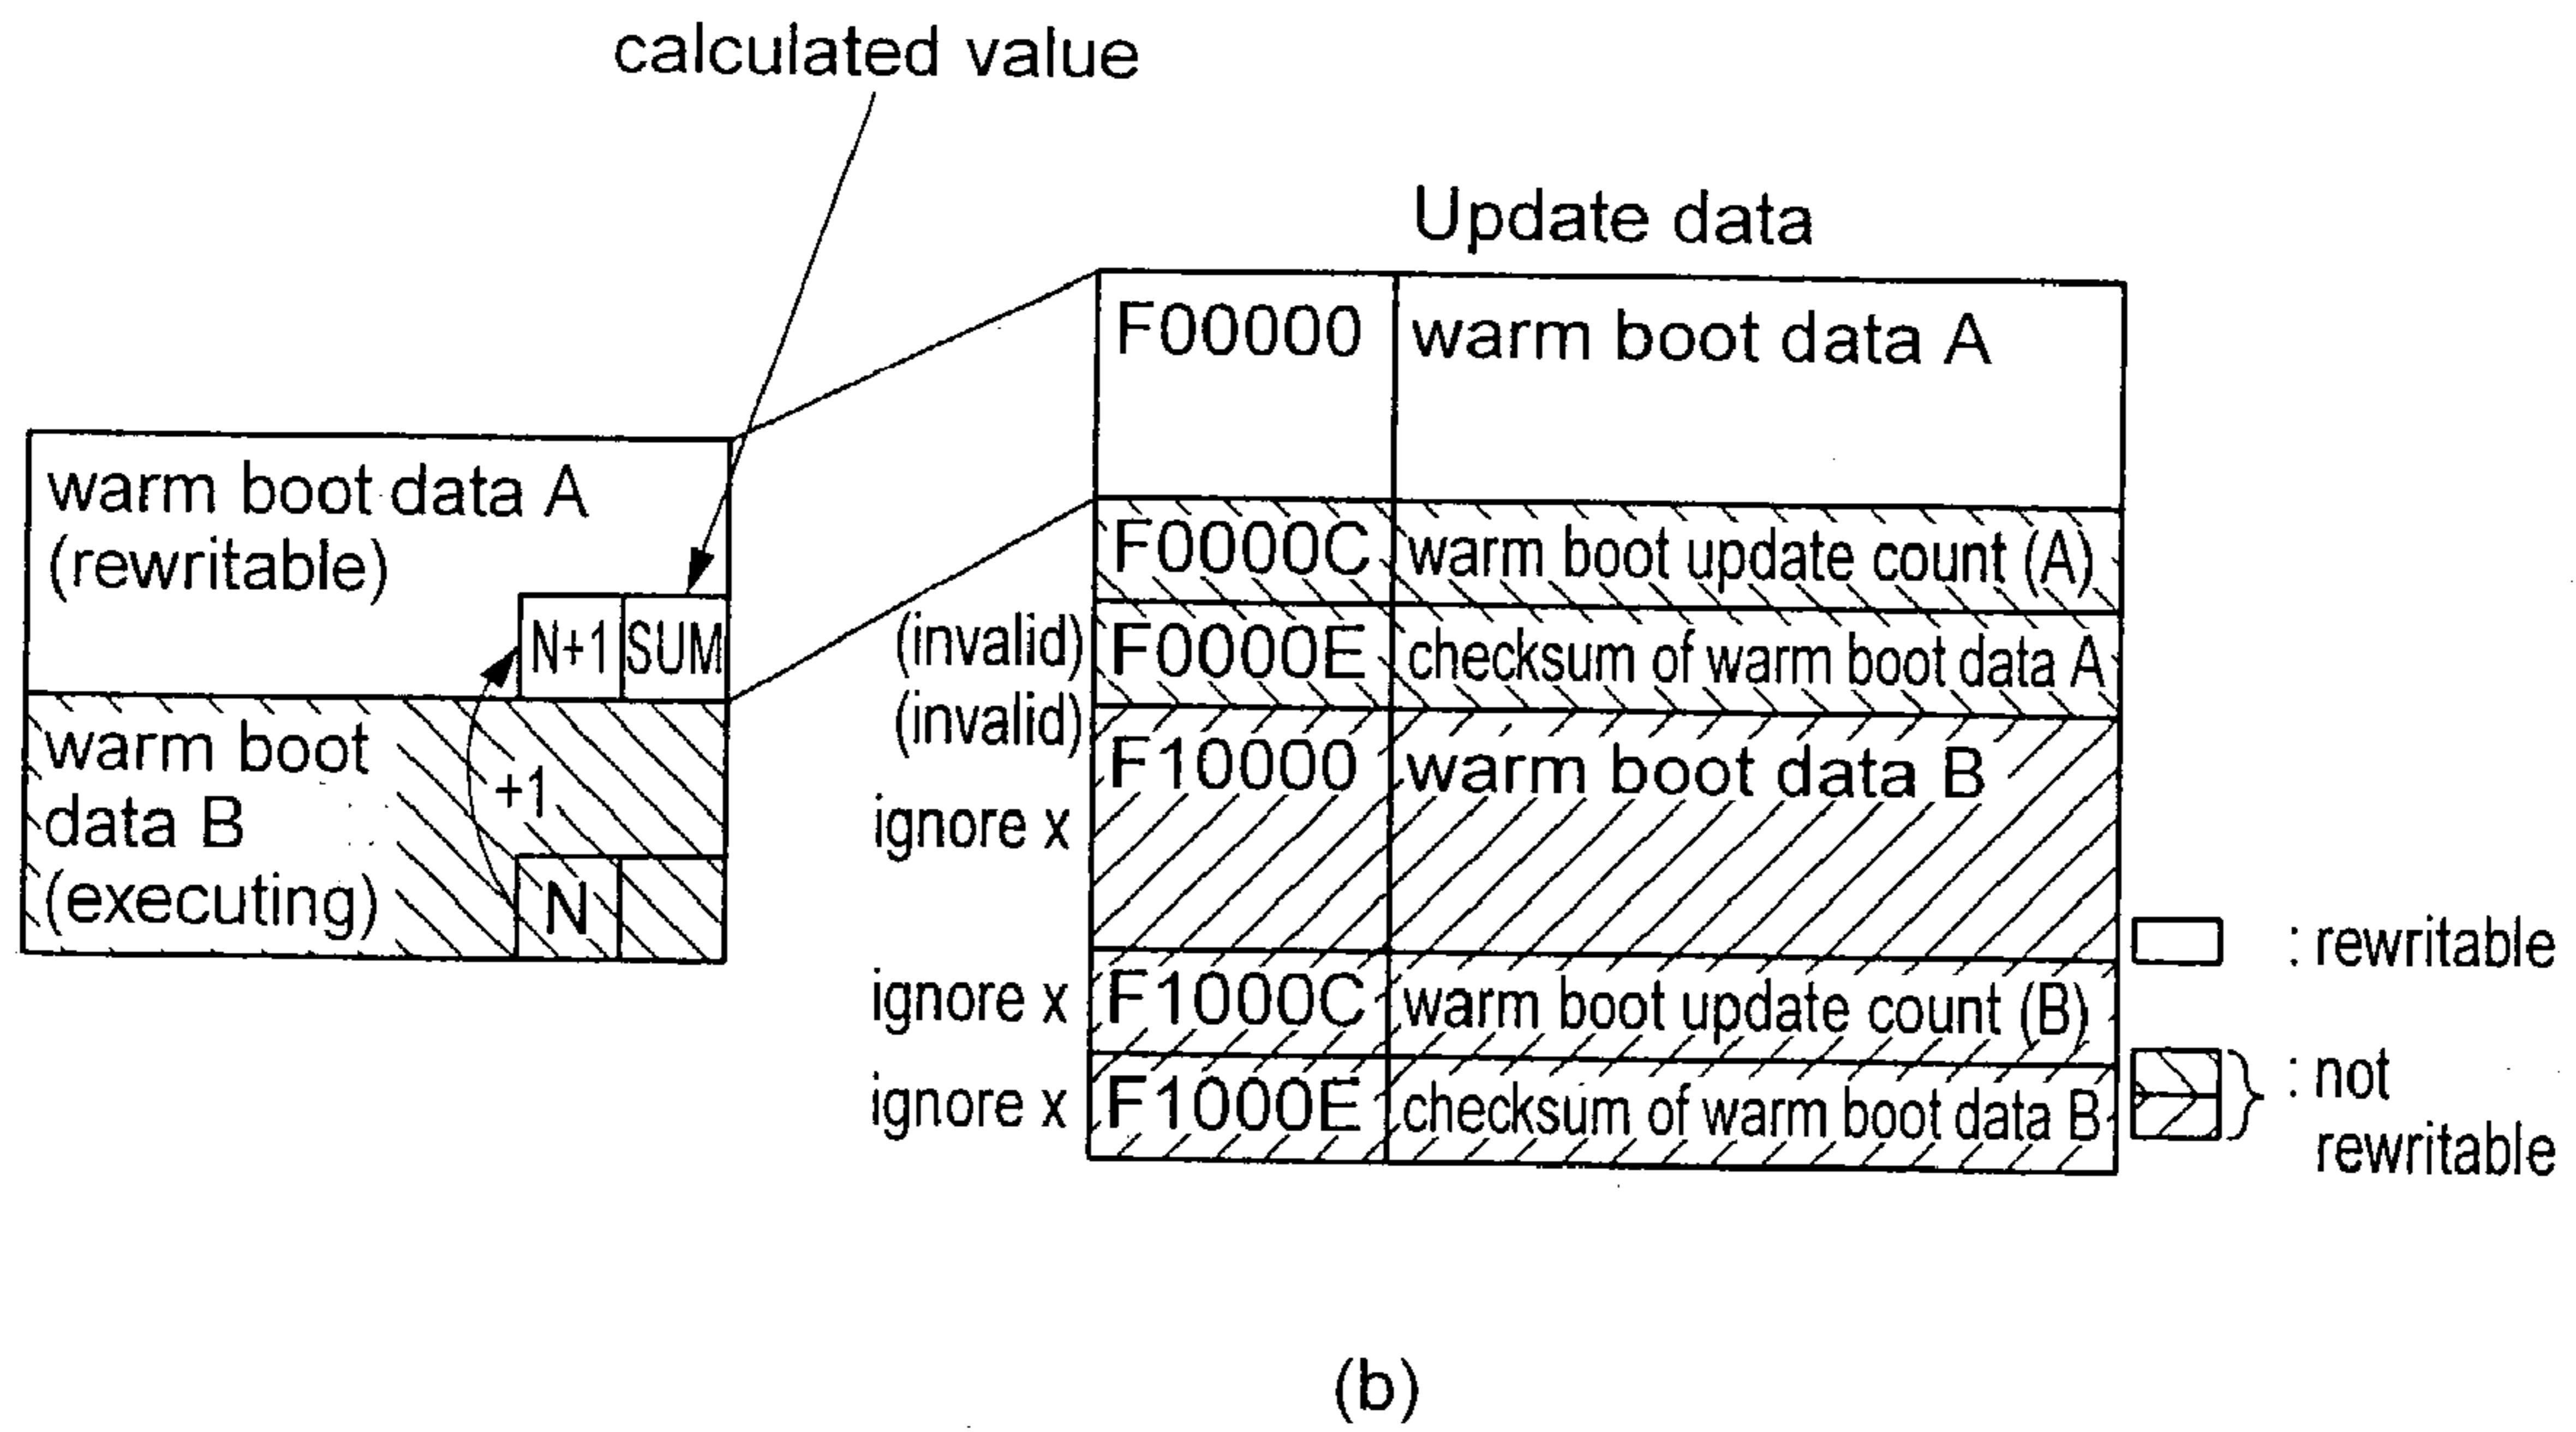 calculated value
Update data
warm boot data A
(rewritable)
N+1 SUM
warm boot
data B
(executing)
+1
N
F00000 warm boot data A
F0000C warm boot update count (A)
(invalid) F0000E checksum of warm boot data A
(invalid)
F10000 warm boot data B
ignore x
ignore x F1000C warm boot update count (B)
ignore x F1000E checksum of warm boot data B
: rewritable
: not
rewritable
(b)